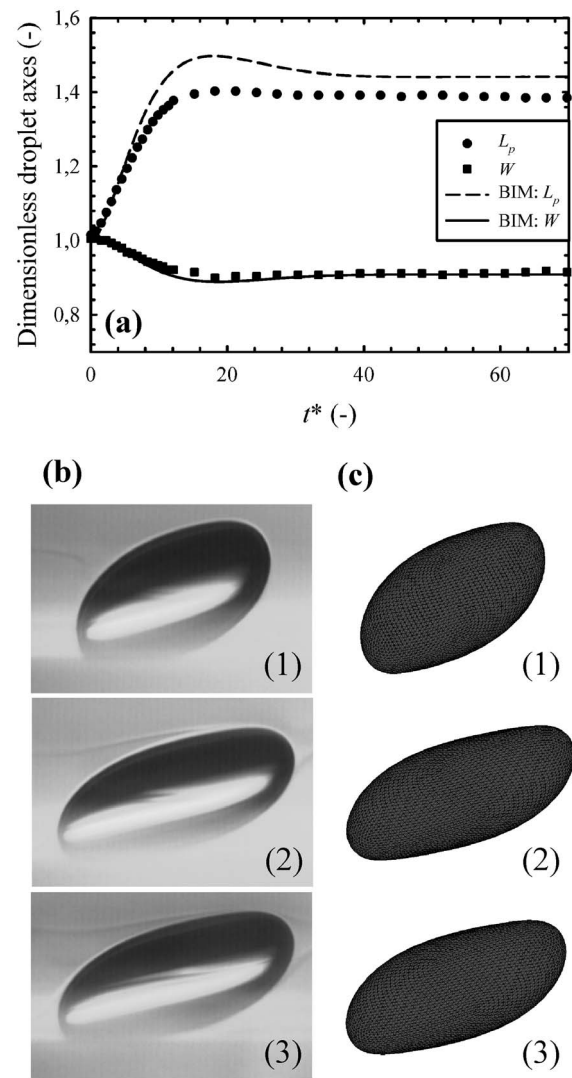 Dimensionless droplet axes (-)
1,6
1,4
1,2
1,0
0,8
(a)
L_p
W
BIM: L_p
BIM: W
0 20 40 60
t* (-)
(b) (c)
(1) (1)
(2) (2)
(3) (3)